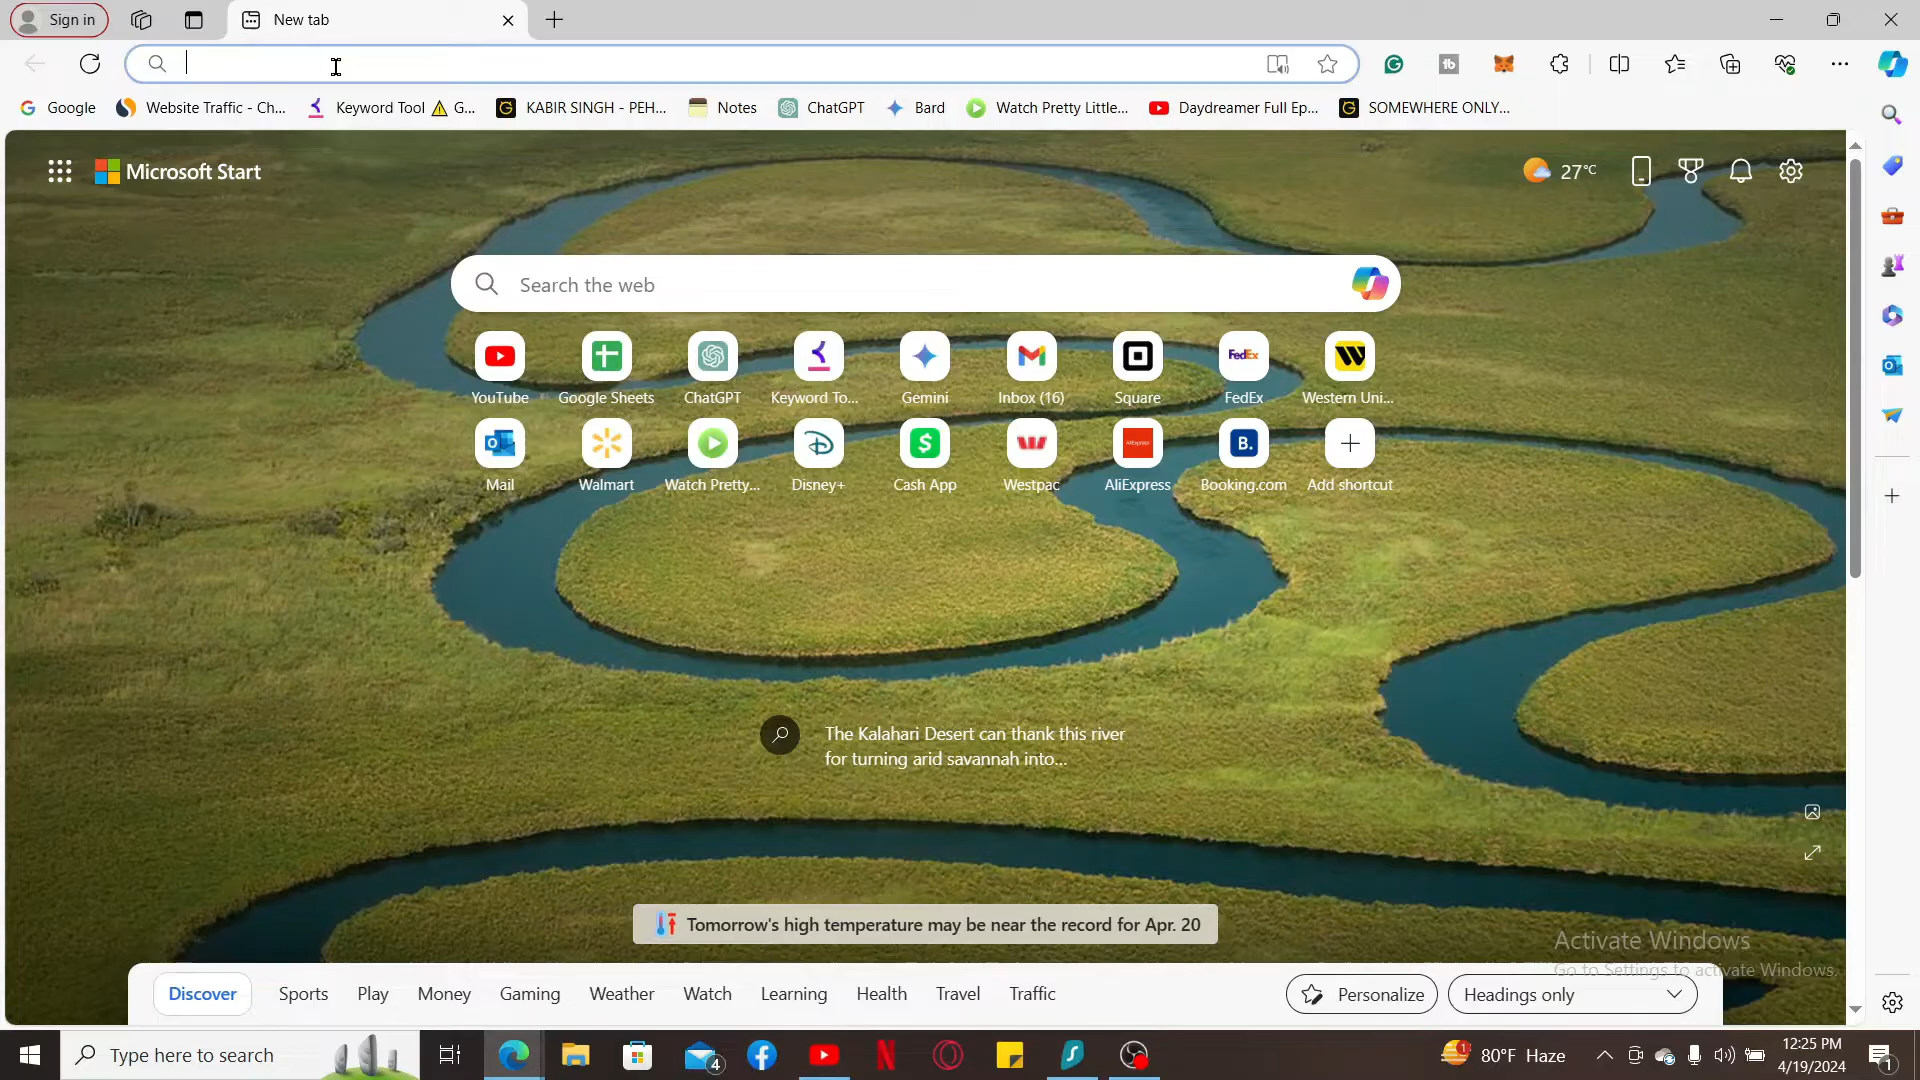 Sign in
New tab
Google
Website Traffic - Ch...
Keyword Tool ⚠ G...
KABIR SINGH - PEH...
Notes
ChatGPT
Bard
Watch Pretty Little...
Daydreamer Full Ep...
SOMEWHERE ONLY...
Microsoft Start
27°C
Search the web
YouTube
Google Sheets
ChatGPT
Keyword To...
Gemini
Inbox (16)
Square
FedEx
FedEx
Western Uni...
Mail
Walmart
Watch Pretty...
Disney+
Cash App
Westpac
AliExpress
Booking.com
Add shortcut
The Kalahari Desert can thank this river
for turning arid savannah into...
Tomorrow's high temperature may be near the record for Apr. 20
Activate Windows
Go to Settings to activate Windows.
Discover
Sports
Play
Money
Gaming
Weather
Watch
Learning
Health
Travel
Traffic
Personalize
Headings only
Type here to search
4
1
80°F Haze
12:25 PM
4/19/2024
1